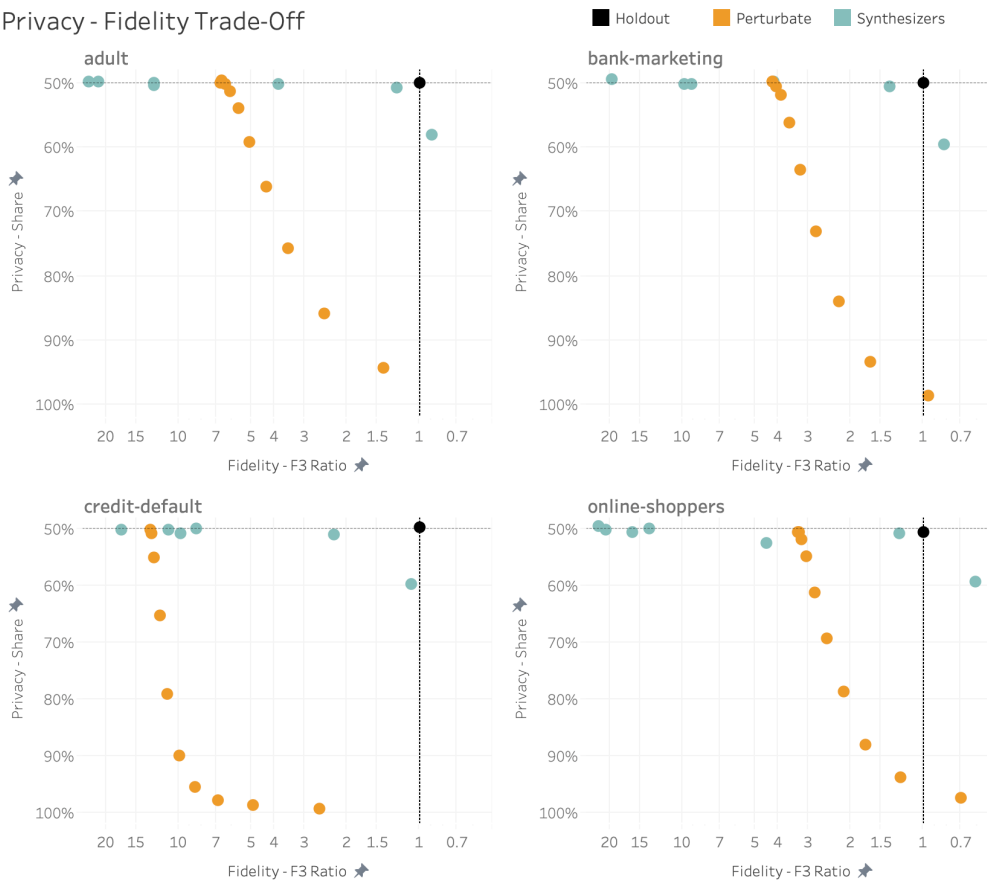 Privacy - Fidelity Trade-Off
Holdout Perturbate Synthesizers
adult
50%
60%
70%
80%
90%
100%
Privacy - Share
20 15 10 7 5 4 3 2 1.5 1 0.7
Fidelity - F3 Ratio
bank-marketing
50%
60%
70%
80%
90%
100%
Privacy - Share
20 15 10 7 5 4 3 2 1.5 1 0.7
Fidelity - F3 Ratio
credit-default
50%
60%
70%
80%
90%
100%
Privacy - Share
20 15 10 7 5 4 3 2 1.5 1 0.7
Fidelity - F3 Ratio
online-shoppers
50%
60%
70%
80%
90%
100%
Privacy - Share
20 15 10 7 5 4 3 2 1.5 1 0.7
Fidelity - F3 Ratio